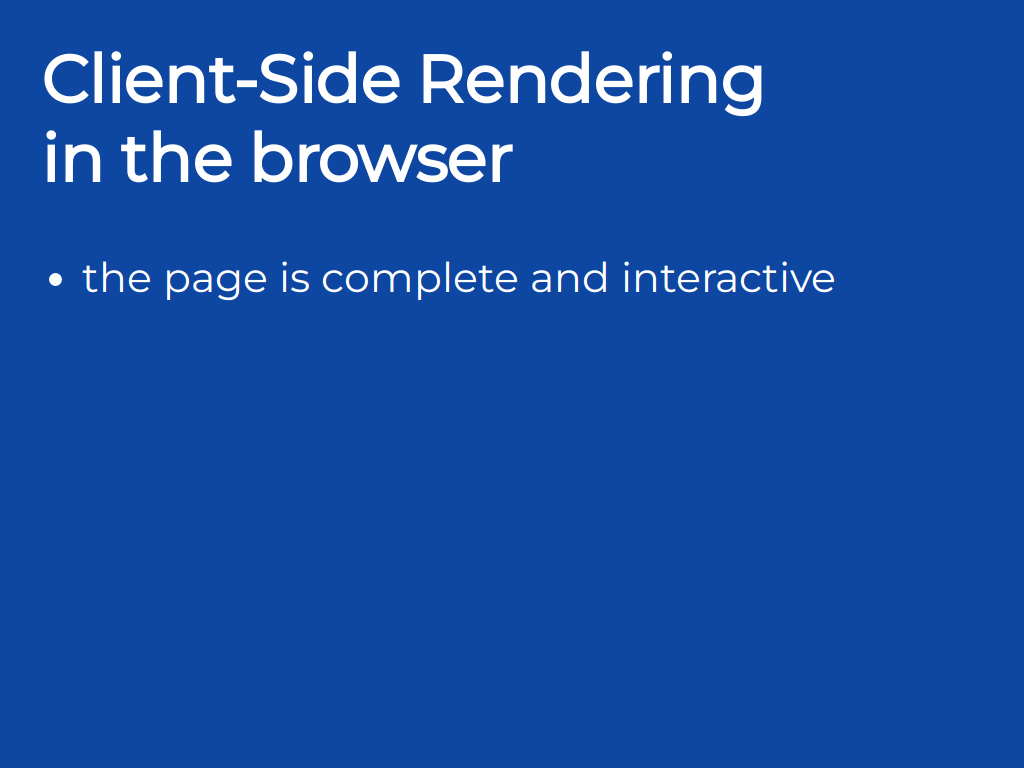 Client-Side Rendering
in the browser
• the page is complete and interactive